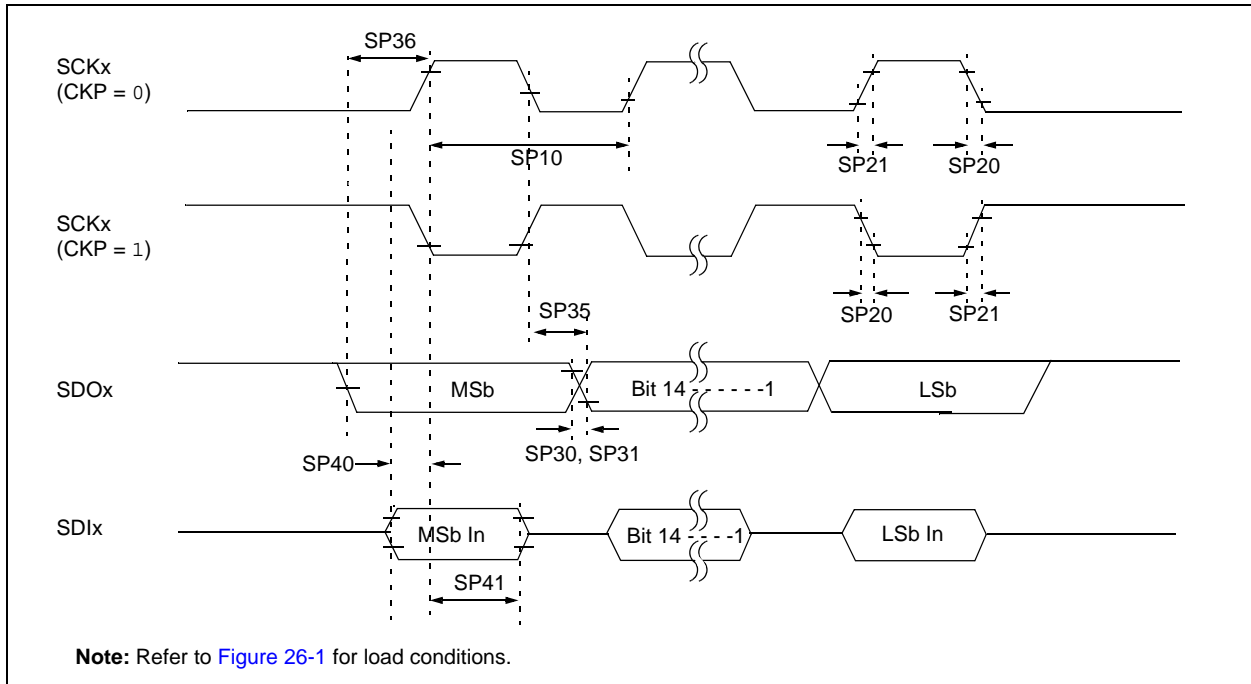 SP36
SCKx
(CKP = 0)
SP10
SP21
SP20
SCKx
(CKP = 1)
SP35
SP20
SP21
SDOx
MSb
Bit 14 - - - - - -1
LSb
SP30, SP31
SP40
SDIx
MSb In
Bit 14 - - - - -1
LSb In
SP41
Note: Refer to Figure 26-1 for load conditions.